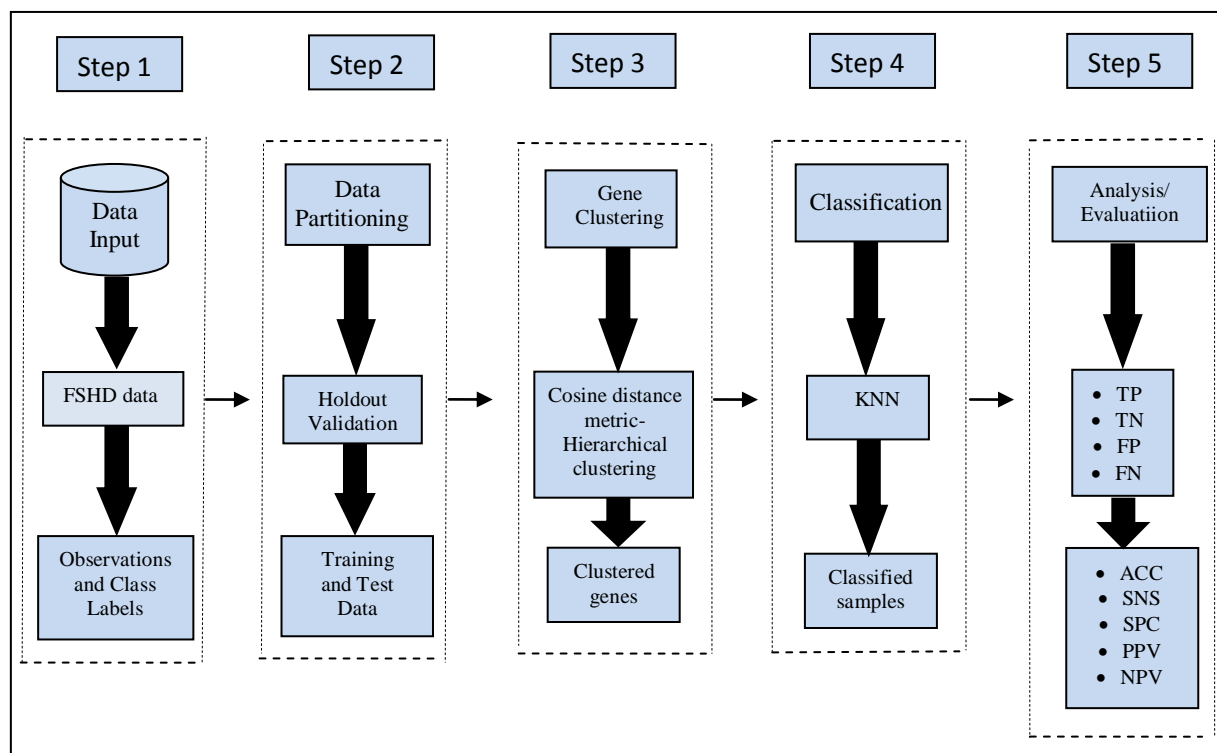 Step 1
Step 2
Step 3
Step 4
Step 5
Data
Input
FSHD data
Observations
and Class
Labels
Data
Partitioning
Holdout
Validation
Training
and Test
Data
Gene
Clustering
Cosine distance
metric-
Hierarchical
clustering
Clustered
genes
Classification
KNN
Classified
samples
Analysis/
Evaluatiion
• TP
• TN
• FP
• FN
• ACC
• SNS
• SPC
• PPV
• NPV